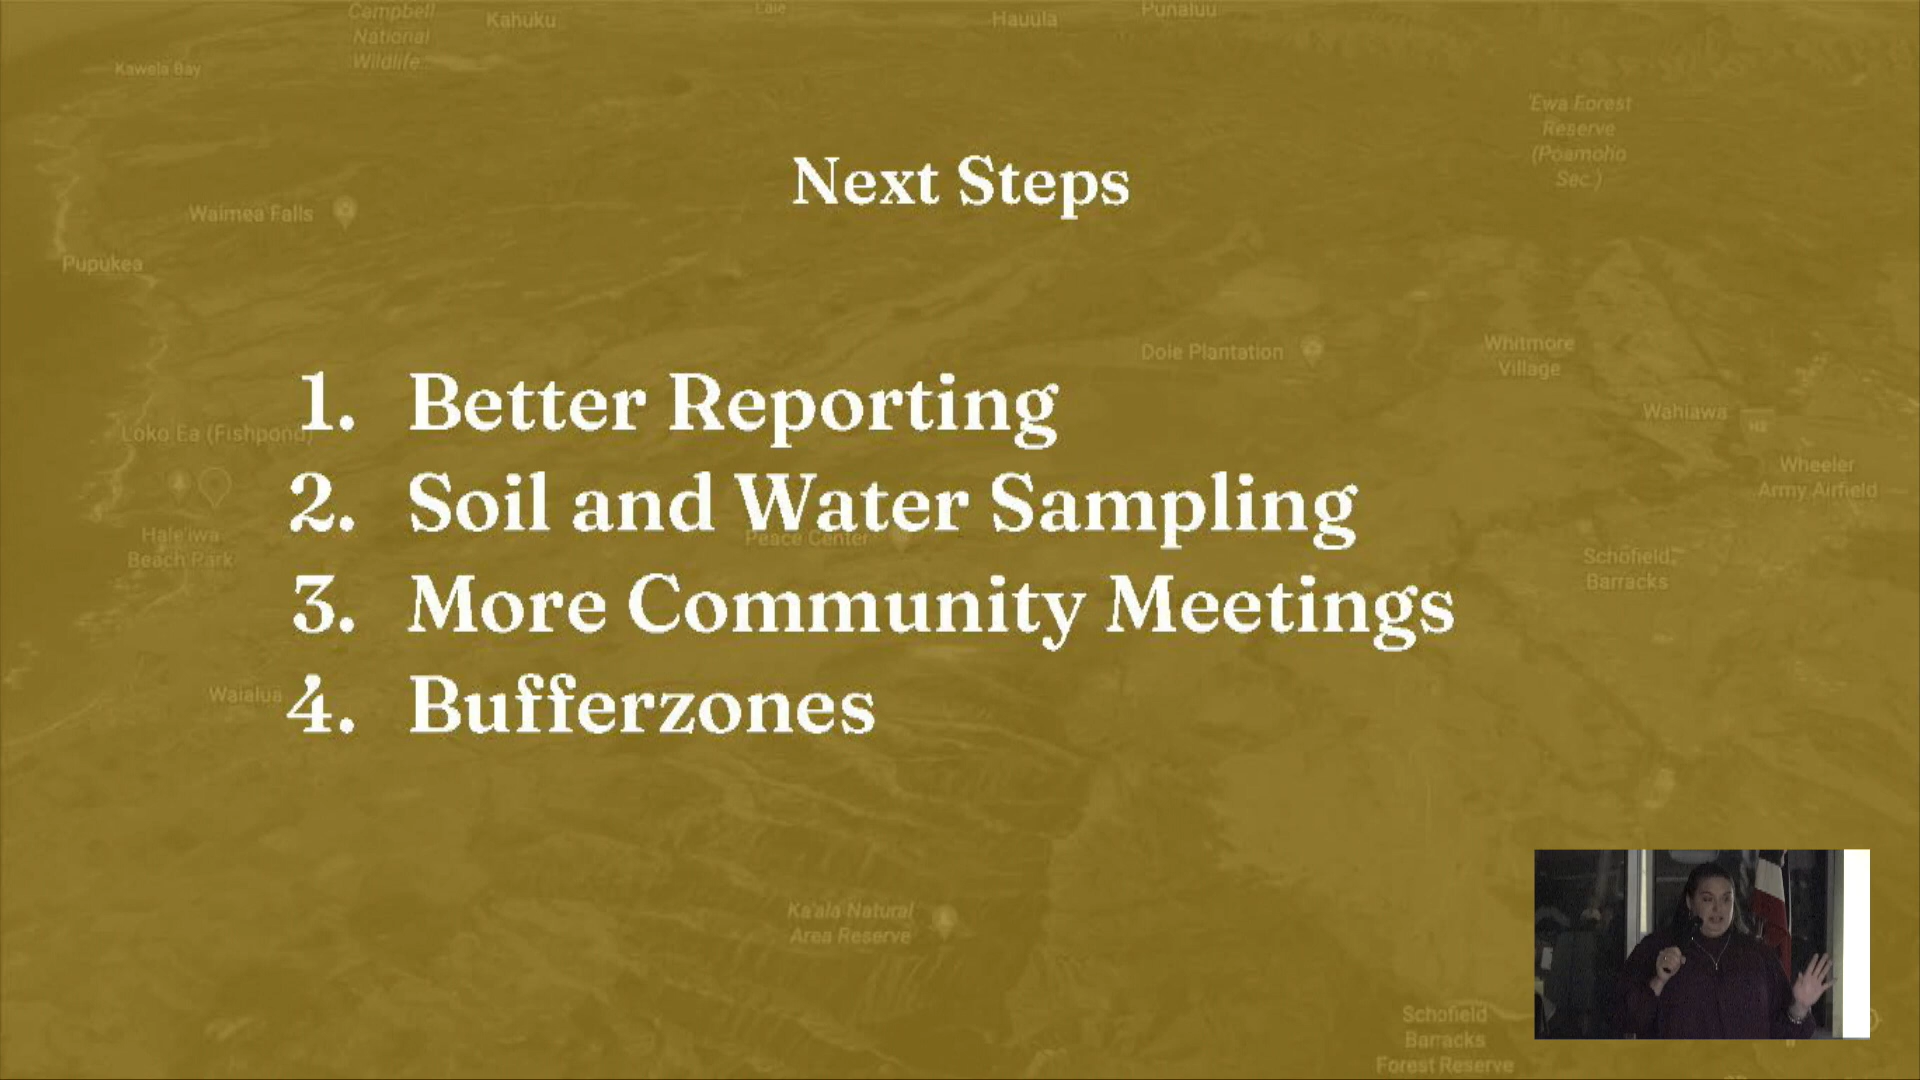 Campbell
National
Wildlife...
Kahuku
Laie
Hauula
Punaluu
Kawela Bay
'Ewa Forest
Reserve
(Poamoho
Sec.)
Next Steps
Waimea Falls
Pupukea
Dole Plantation
Whitmore
Village
1. Better Reporting
Wahiawa
H2
Loko Ea (Fishpond)
Wheeler
Army Airfield
2. Soil and Water Sampling
Peace Center
Hale'iwa
Beach Park
Schofield
Barracks
3. More Community Meetings
Waialua
4. Bufferzones
Ka'ala Natural
Area Reserve
Schofield
Barracks
Forest Reserve